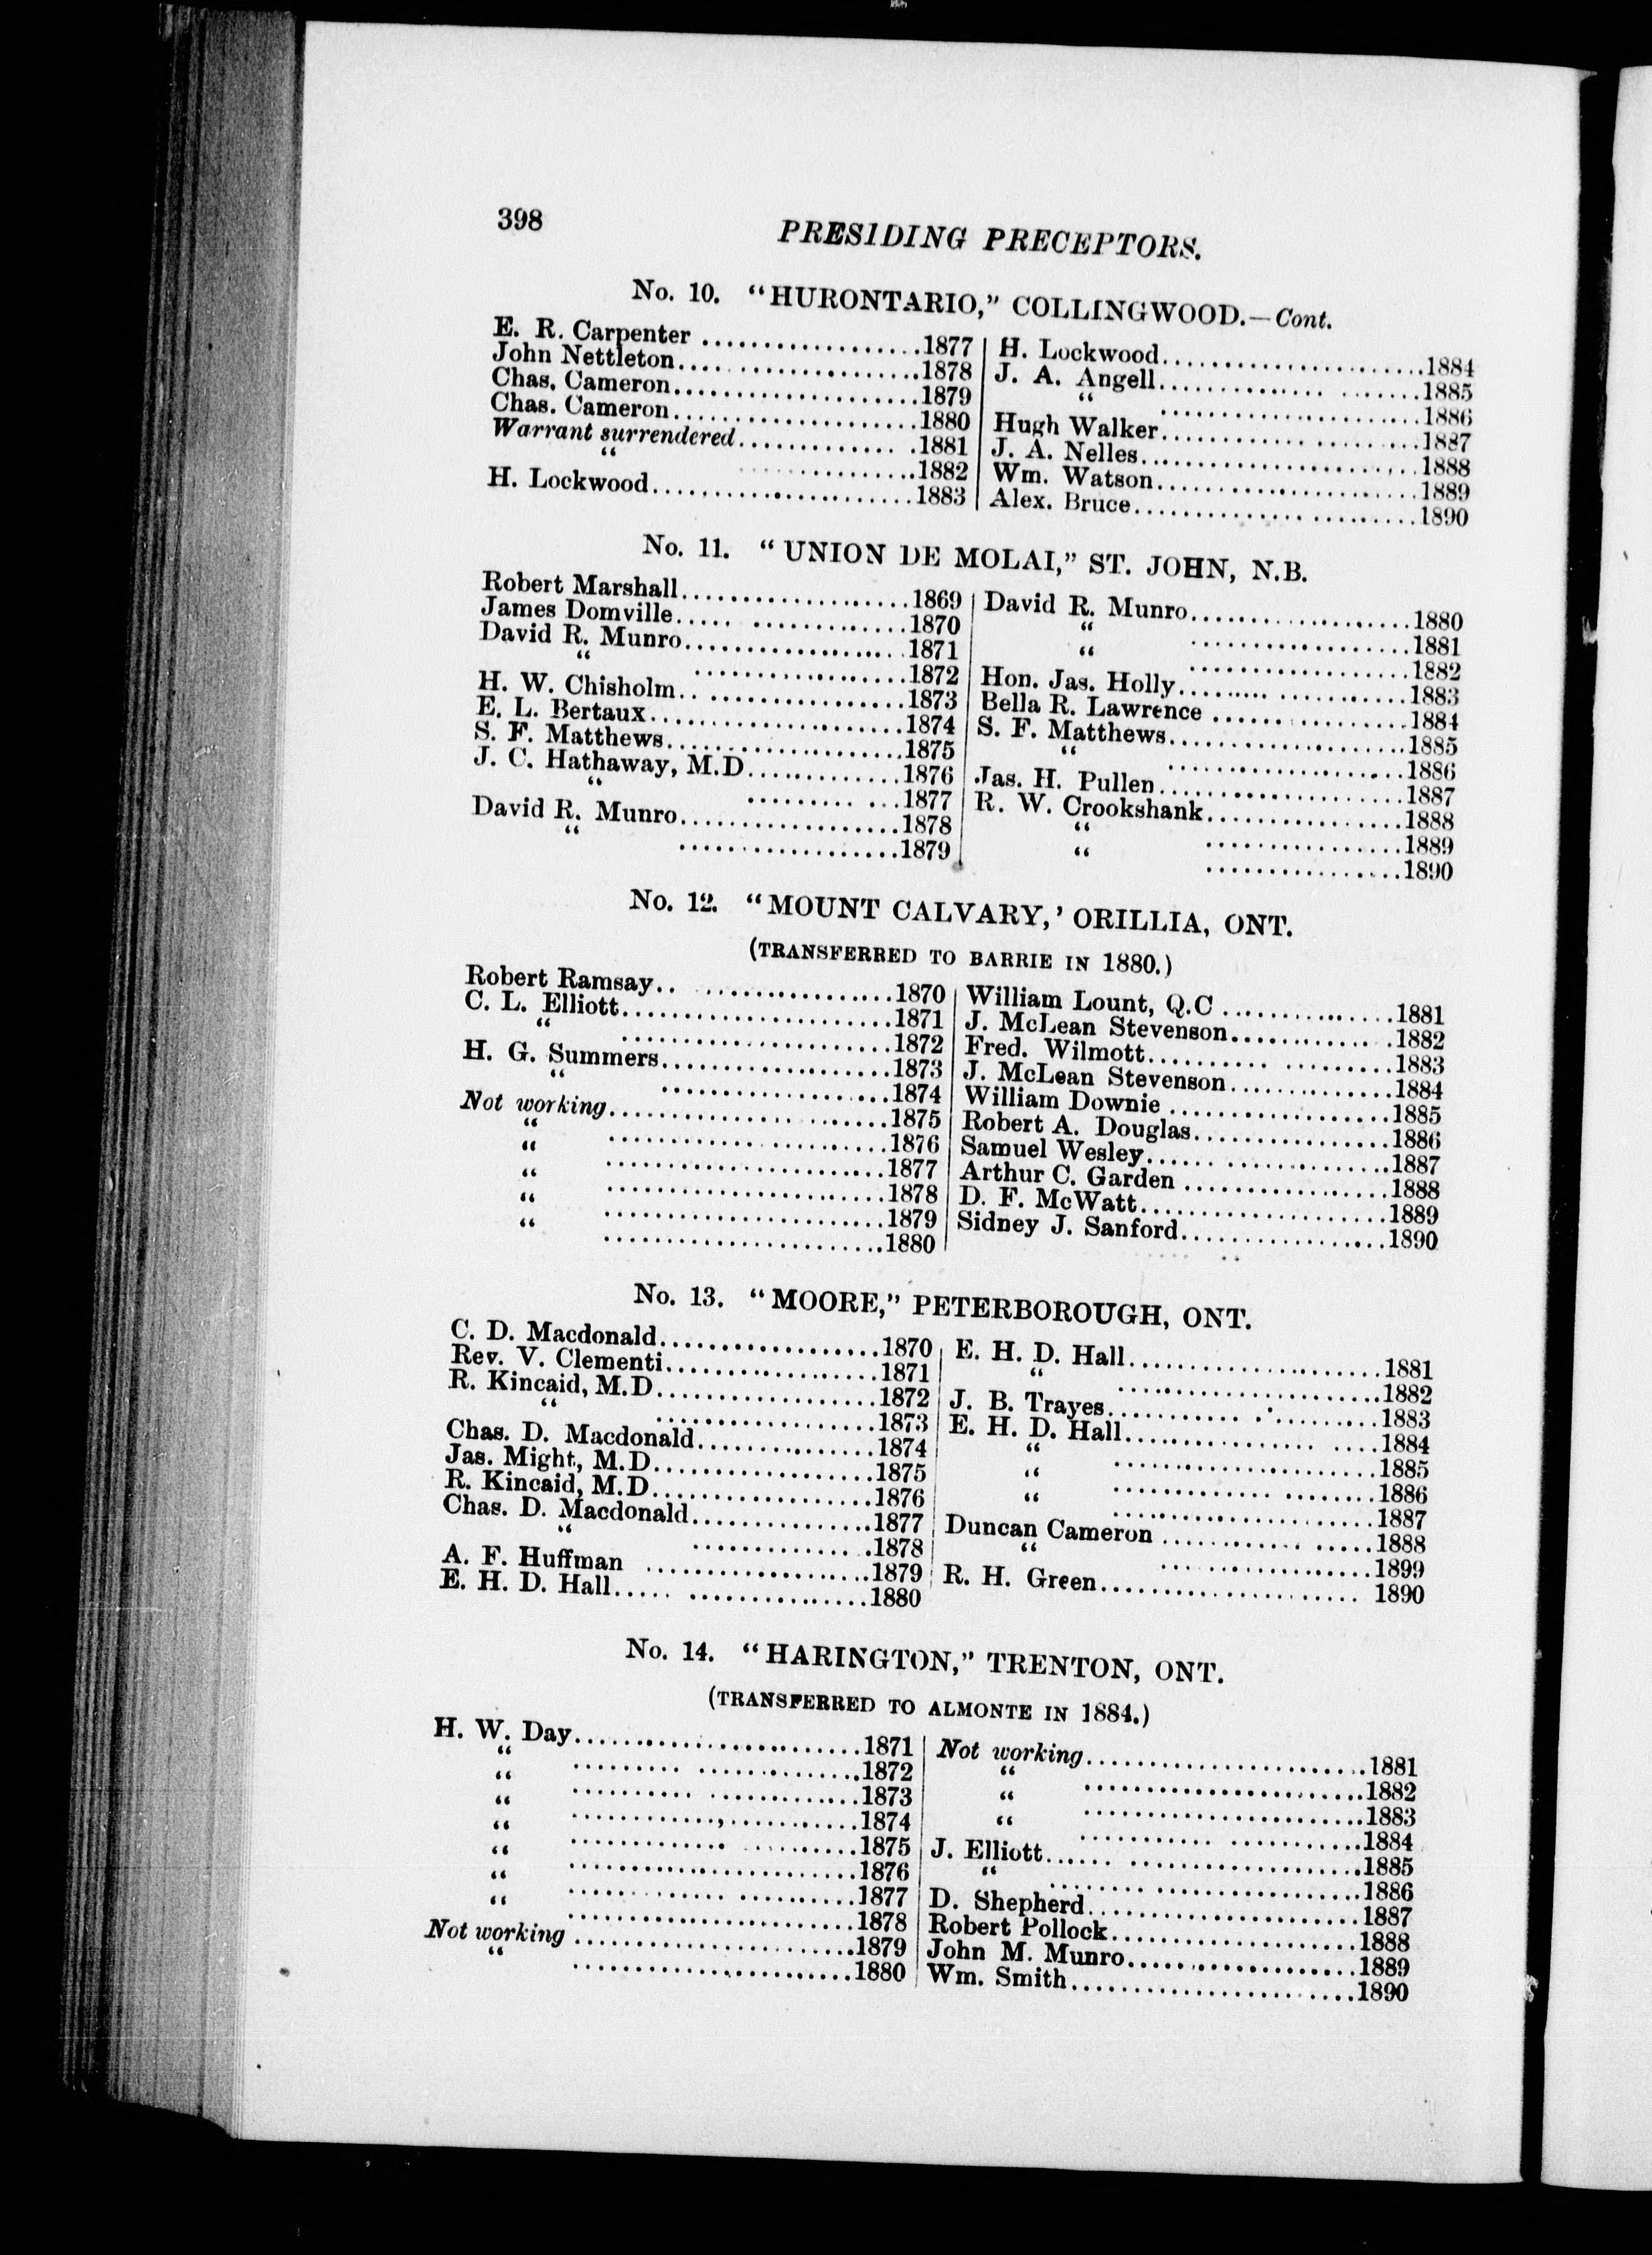 398
PRESIDING PRECEPTORS.
No. 10. "HURONTARIO," COLLINGWOOD.—Cont.
E. R. Carpenter ....................1877
John Nettleton......................1878
Chas. Cameron......................1879
Chas. Cameron......................1880
Warrant surrendered................1881
" ................1882
H. Lockwood......................1883
H. Lockwood......................1884
J. A. Angell......................1885
" ......................1886
Hugh Walker......................1887
J. A. Nelles......................1888
Wm. Watson......................1889
Alex. Bruce......................1890
No. 11. "UNION DE MOLAI," ST. JOHN, N.B.
Robert Marshall...................1869
James Domville...................1870
David R. Munro...................1871
" ...................1872
H. W. Chisholm...................1873
E. L. Bertaux.....................1874
S. F. Matthews...................1875
J. C. Hathaway, M.D.............1876
" .............1877
David R. Munro...................1878
" ...................1879
David R. Munro...................1880
" ...................1881
" ...................1882
Hon. Jas. Holly...................1883
Bella R. Lawrence ................1884
S. F. Matthews...................1885
" ...................1886
Jas. H. Pullen....................1887
R. W. Crookshank................1888
" ................1889
" ................1890
No. 12. "MOUNT CALVARY,' ORILLIA, ONT.
(TRANSFERRED TO BARRIE IN 1880.)
Robert Ramsay...................1870
C. L. Elliott......................1871
" ......................1872
H. G. Summers...................1873
" ...................1874
Not working......................1875
" ......................1876
" ......................1877
" ......................1878
" ......................1879
" ......................1880
William Lount, Q.C ..............1881
J. McLean Stevenson.............1882
Fred. Wilmott....................1883
J. McLean Stevenson.............1884
William Downie ..................1885
Robert A. Douglas................1886
Samuel Wesley...................1887
Arthur C. Garden ................1888
D. F. McWatt....................1889
Sidney J. Sanford.................1890
No. 13. "MOORE," PETERBOROUGH, ONT.
C. D. Macdonald..................1870
Rev. V. Clementi.................1871
R. Kincaid, M.D..................1872
" ..................1873
Chas. D. Macdonald...............1874
Jas. Might, M.D..................1875
R. Kincaid, M.D..................1876
Chas. D. Macdonald...............1877
" ...............1878
A. F. Huffman ...................1879
E. H. D. Hall.....................1880
E. H. D. Hall.....................1881
" .....................1882
J. B. Trayes......................1883
E. H. D. Hall.....................1884
" .....................1885
" .....................1886
" .....................1887
Duncan Cameron .................1888
" .................1899
R. H. Green..................... 1890
No. 14. "HARINGTON," TRENTON, ONT.
(TRANSFERRED TO ALMONTE IN 1884.)
H. W. Day.......................1871
" .......................1872
" .......................1873
" .......................1874
" .......................1875
" .......................1876
" .......................1877
" .......................1878
Not working ......................1879
" ......................1880
Not working.......................1881
" .......................1882
" .......................1883
" .......................1884
J. Elliott.........................1885
" .........................1886
D. Shepherd......................1887
Robert Pollock....................1888
John M. Munro...................1889
Wm. Smith.......................1890